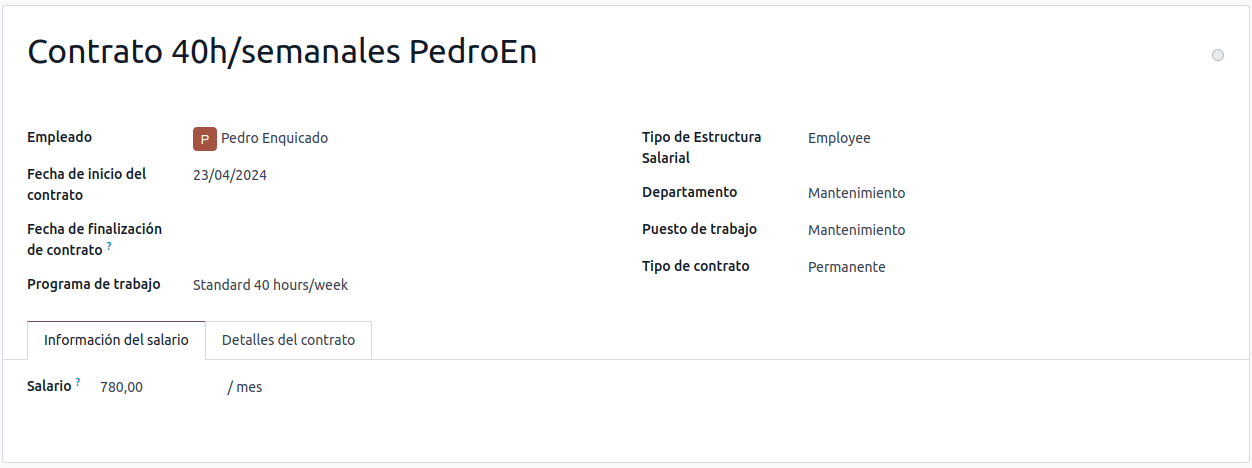 Contrato 40h/semanales PedroEn
Empleado
P Pedro Enquicado
Fecha de inicio del
contrato
23/04/2024
Fecha de finalización
de contrato ?
Programa de trabajo
Standard 40 hours/week
Tipo de Estructura
Salarial
Employee
Departamento
Mantenimiento
Puesto de trabajo
Mantenimiento
Tipo de contrato
Permanente
Información del salario
Detalles del contrato
Salario ?
780,00
/ mes